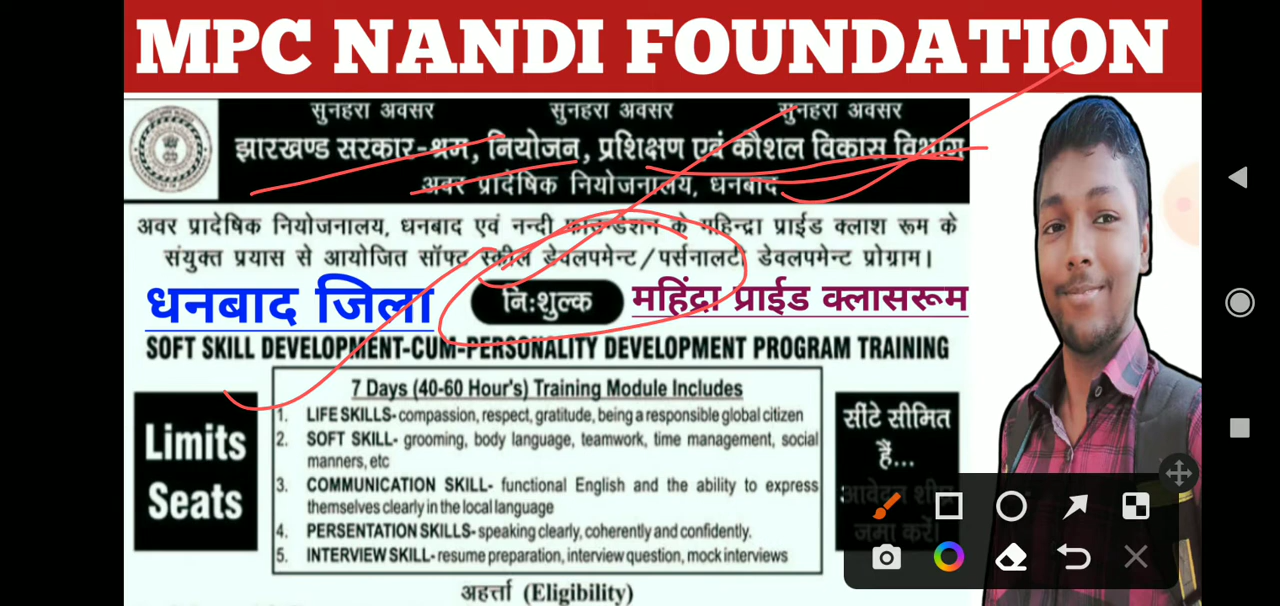 MPC NANDI FOUNDATION
सुनहरा अवसर सुनहरा अवसर सुनहरा अवसर
झारखण्ड सरकार-श्रम, नियोजन, प्रशिक्षण एवं कौशल विकास विभाग
अवर प्रादेषिक नियोजनालय, धनबाद
अवर प्रादेषिक नियोजनालय, धनबाद एवं नन्दी फाउन्डेशन के महिन्द्रा प्राईड क्लाश रूम के
संयुक्त प्रयास से आयोजित सॉफ्ट स्कील डेवलपमेन्ट/पर्सनालटी डेवलपमेन्ट प्रोग्राम।
धनबाद जिला नि:शुल्क महिंद्रा प्राईड क्लासरूम
SOFT SKILL DEVELOPMENT-CUM-PERSONALITY DEVELOPMENT PROGRAM TRAINING
Limits
Seats
7 Days (40-60 Hour's) Training Module Includes
1. LIFE SKILLS- compassion, respect, gratitude, being a responsible global citizen
2. SOFT SKILL- grooming, body language, teamwork, time management, social
manners, etc
3. COMMUNICATION SKILL- functional English and the ability to express
themselves clearly in the local language
4. PERSENTATION SKILLS- speaking clearly, coherently and confidently.
5. INTERVIEW SKILL- resume preparation, interview question, mock interviews
सींटे सीमित
हैं...
आवेदन शीघ्र
जमा करें।
अहर्त्ता (Eligibility)